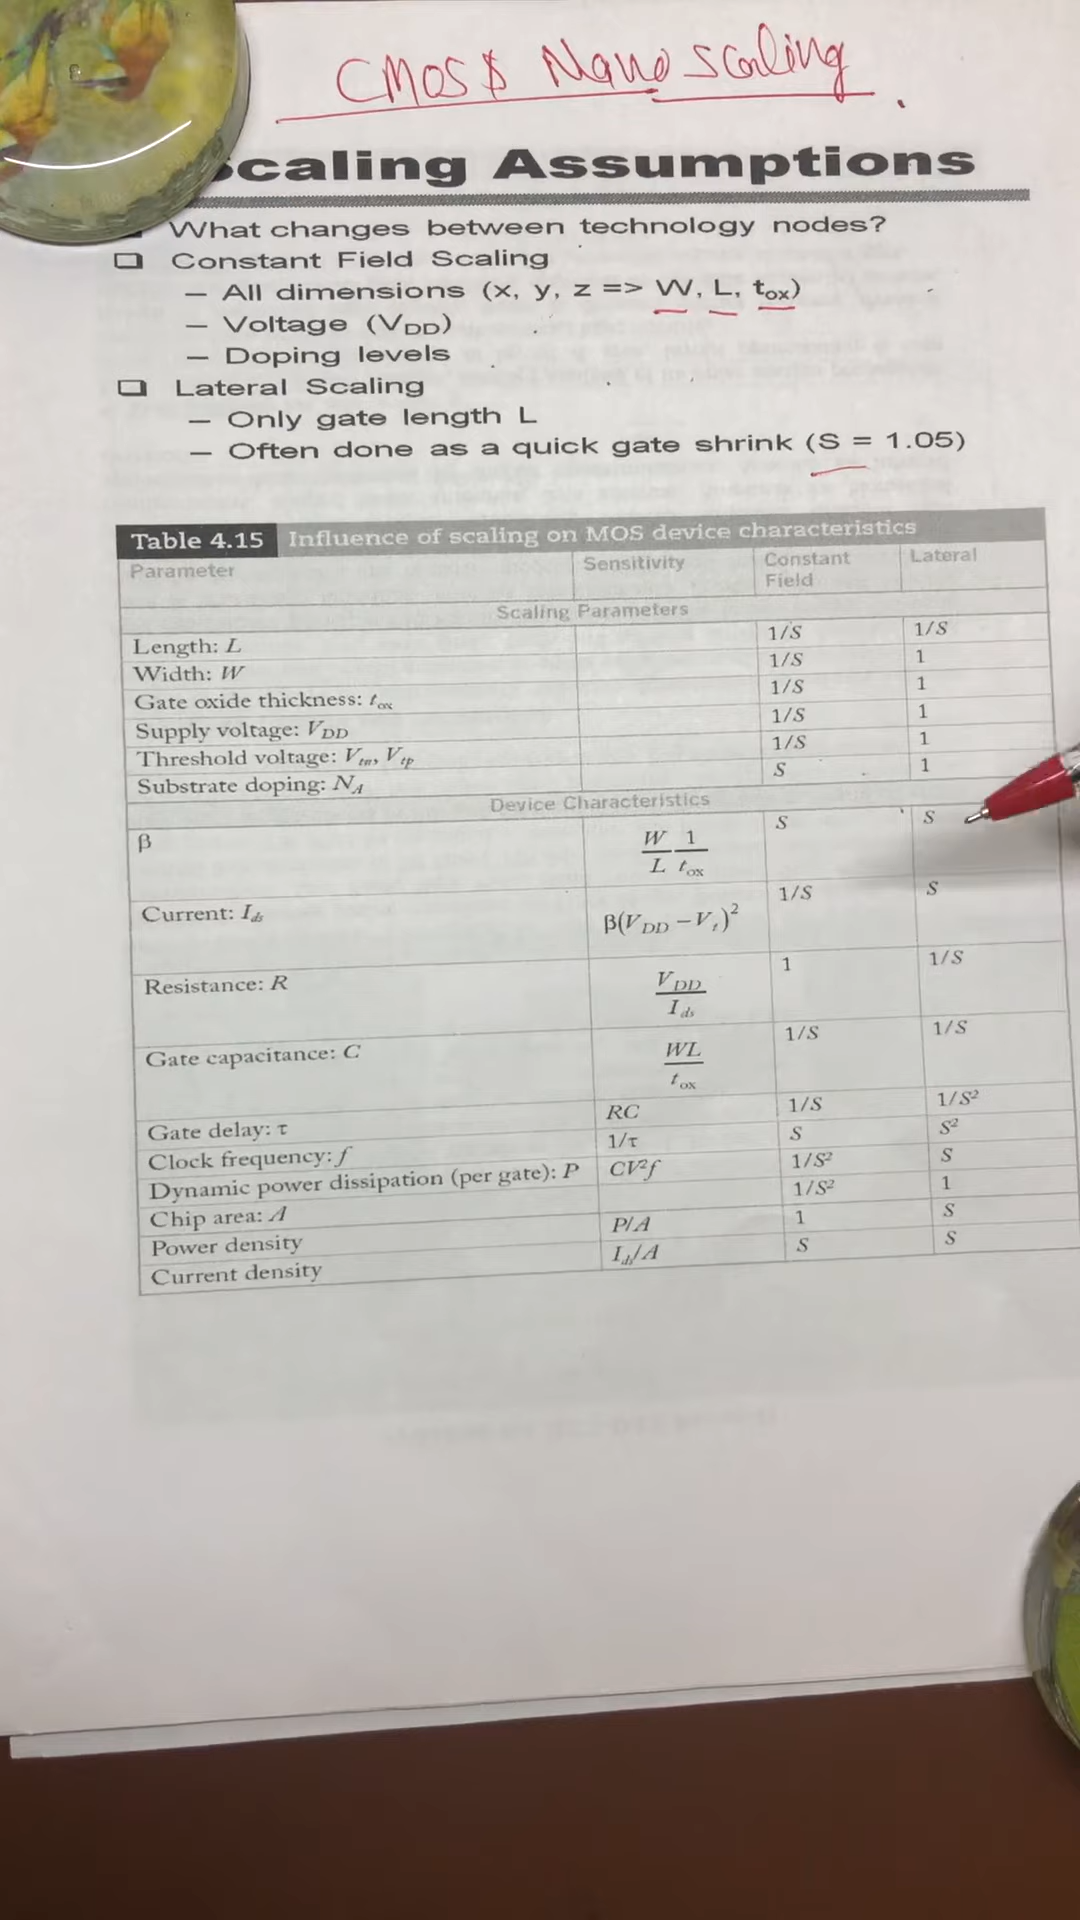 CMOS $ Nano scaling.
Scaling Assumptions
What changes between technology nodes?
❑ Constant Field Scaling
– All dimensions (x, y, z => W, L, tox)
– Voltage (VDD)
– Doping levels
❑ Lateral Scaling
– Only gate length L
– Often done as a quick gate shrink (S = 1.05)
Table 4.15 Influence of scaling on MOS device characteristics
Parameter Sensitivity Constant Field Lateral
Scaling Parameters
Length: L 1/S 1/S
Width: W 1/S 1
Gate oxide thickness: tox 1/S 1
Supply voltage: VDD 1/S 1
Threshold voltage: Vtn, Vtp 1/S 1
Substrate doping: NA S 1
Device Characteristics
β W/L 1/tox S S
Current: Ids β(VDD – Vt)² 1/S S
Resistance: R VDD/Ids 1 1/S
Gate capacitance: C WL/tox 1/S 1/S
Gate delay: τ RC 1/S 1/S²
Clock frequency: f 1/τ S S²
Dynamic power dissipation (per gate): P CV²f 1/S² S
Chip area: A 1/S² 1
Power density P/A 1 S
Current density Ids/A S S